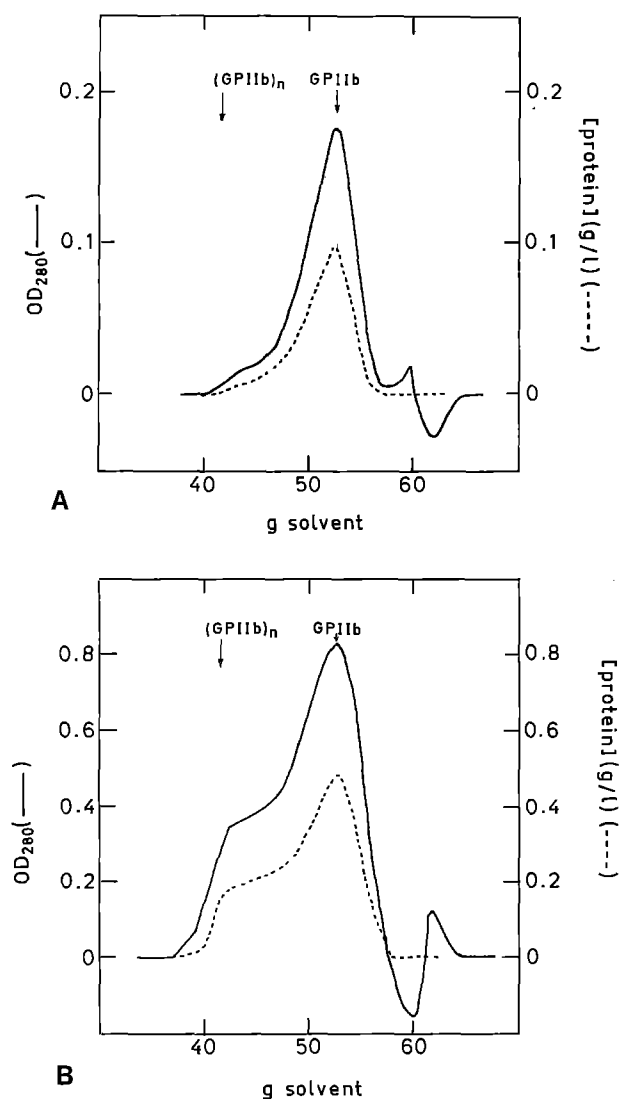 (GPIIb)n GPIIb
0.2 0.2
0.1 0.1
0 0
OD280(——)
[protein](g/l)(-----)
40 50 60
A
g solvent
(GPIIb)n GPIIb
0.8 0.8
0.6 0.6
0.4 0.4
0.2 0.2
0 0
OD280(——)
[protein](g/l)(----)
40 50 60
B
g solvent